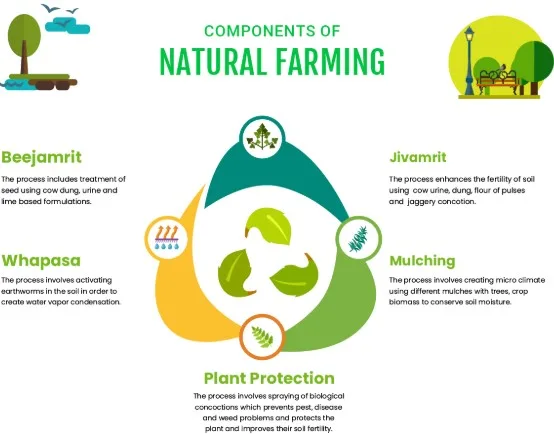 COMPONENTS OF
NATURAL FARMING
Beejamrit
The process includes treatment of
seed using cow dung, urine and
lime based formulations.
Jivamrit
The process enhances the fertility of soil
using cow urine, dung, flour of pulses
and jaggery concotion.
Whapasa
The process involves activating
earthworms in the soil in order to
create water vapor condensation.
Mulching
The process involves creating micro climate
using different mulches with trees, crop
biomass to conserve soil moisture.
Plant Protection
The process involves spraying of biological
concoctions which prevents pest, disease
and weed problems and protects the
plant and improves their soil fertility.